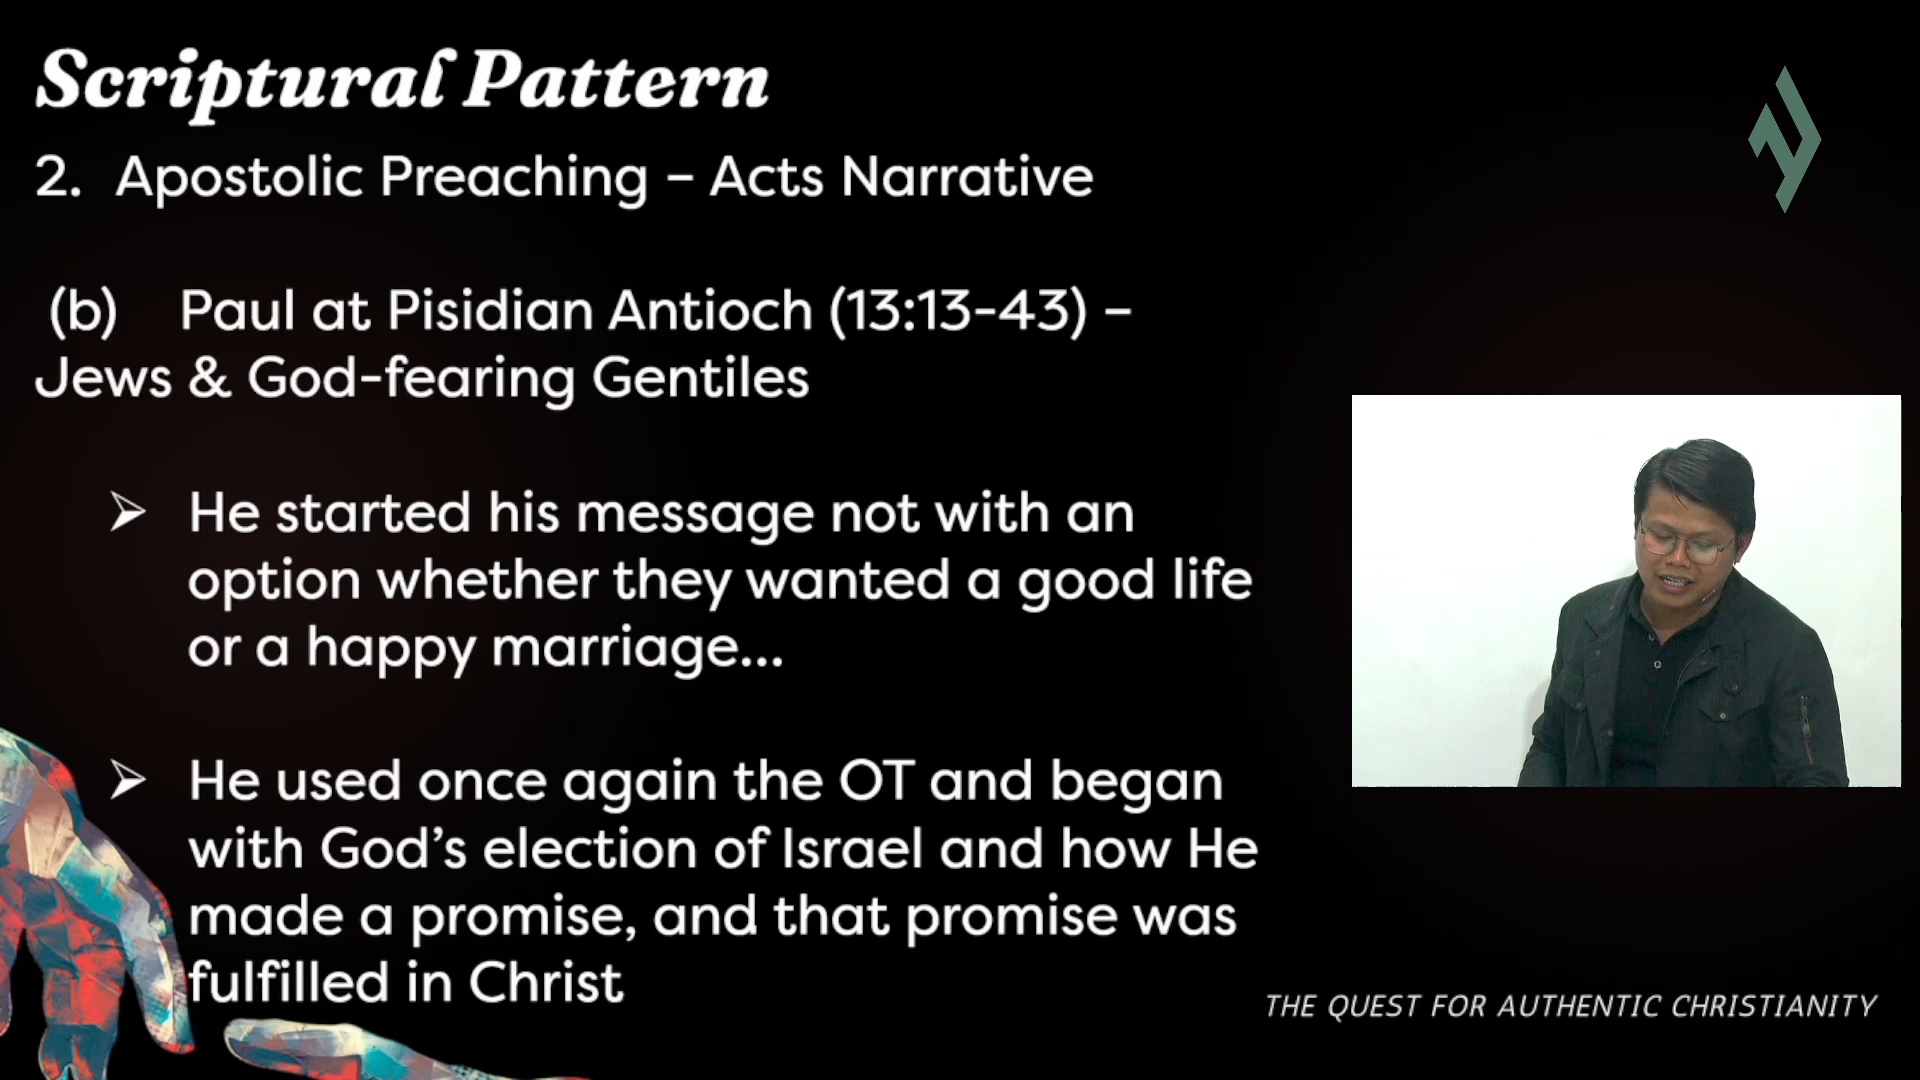 Scriptural Pattern
2. Apostolic Preaching – Acts Narrative
(b) Paul at Pisidian Antioch (13:13-43) –
Jews & God-fearing Gentiles
➢ He started his message not with an
option whether they wanted a good life
or a happy marriage...
➢ He used once again the OT and began
with God’s election of Israel and how He
made a promise, and that promise was
fulfilled in Christ
THE QUEST FOR AUTHENTIC CHRISTIANITY